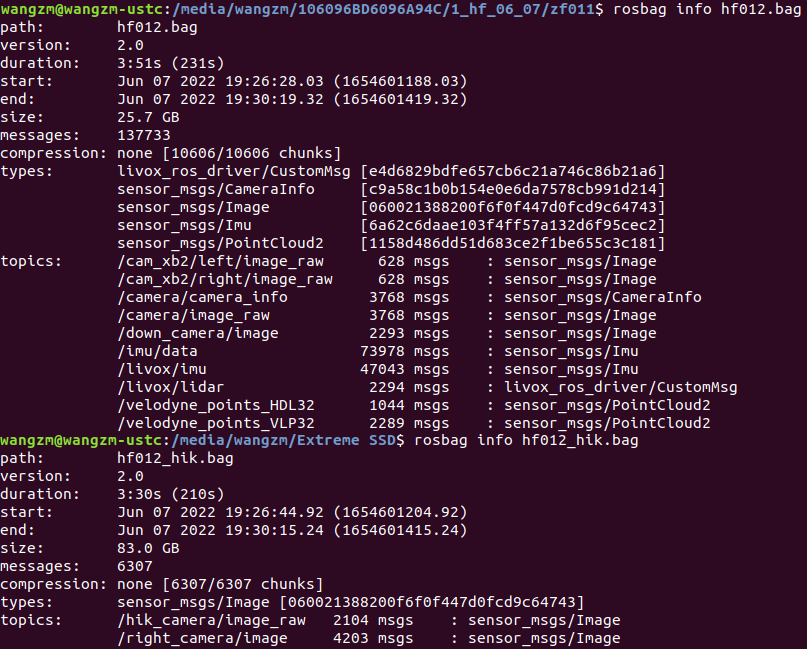 wangzm@wangzm-ustc:/media/wangzm/106096BD6096A94C/1_hf_06_07/zf011$ rosbag info hf012.bag
path:        hf012.bag
version:     2.0
duration:    3:51s (231s)
start:       Jun 07 2022 19:26:28.03 (1654601188.03)
end:         Jun 07 2022 19:30:19.32 (1654601419.32)
size:        25.7 GB
messages:    137733
compression: none [10606/10606 chunks]
types:       livox_ros_driver/CustomMsg [e4d6829bdfe657cb6c21a746c86b21a6]
             sensor_msgs/CameraInfo     [c9a58c1b0b154e0e6da7578cb991d214]
             sensor_msgs/Image          [060021388200f6f0f447d0fcd9c64743]
             sensor_msgs/Imu            [6a62c6daae103f4ff57a132d6f95cec2]
             sensor_msgs/PointCloud2    [1158d486dd51d683ce2f1be655c3c181]
topics:      /cam_xb2/left/image_raw      628 msgs    : sensor_msgs/Image
             /cam_xb2/right/image_raw     628 msgs    : sensor_msgs/Image
             /camera/camera_info         3768 msgs    : sensor_msgs/CameraInfo
             /camera/image_raw           3768 msgs    : sensor_msgs/Image
             /down_camera/image          2293 msgs    : sensor_msgs/Image
             /imu/data                  73978 msgs    : sensor_msgs/Imu
             /livox/imu                 47043 msgs    : sensor_msgs/Imu
             /livox/lidar                2294 msgs    : livox_ros_driver/CustomMsg
             /velodyne_points_HDL32      1044 msgs    : sensor_msgs/PointCloud2
             /velodyne_points_VLP32      2289 msgs    : sensor_msgs/PointCloud2
wangzm@wangzm-ustc:/media/wangzm/Extreme SSD$ rosbag info hf012_hik.bag
path:        hf012_hik.bag
version:     2.0
duration:    3:30s (210s)
start:       Jun 07 2022 19:26:44.92 (1654601204.92)
end:         Jun 07 2022 19:30:15.24 (1654601415.24)
size:        83.0 GB
messages:    6307
compression: none [6307/6307 chunks]
types:       sensor_msgs/Image [060021388200f6f0f447d0fcd9c64743]
topics:      /hik_camera/image_raw   2104 msgs    : sensor_msgs/Image
             /right_camera/image     4203 msgs    : sensor_msgs/Image